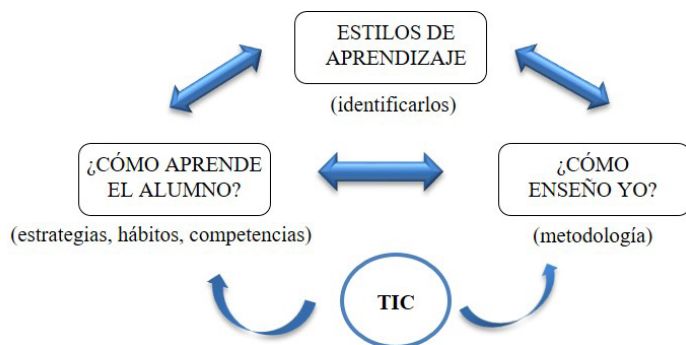 ESTILOS DE
APRENDIZAJE
(identificarlos)
¿CÓMO APRENDE
EL ALUMNO?
(estrategias, hábitos, competencias)
¿CÓMO
ENSEÑO YO?
(metodología)
TIC